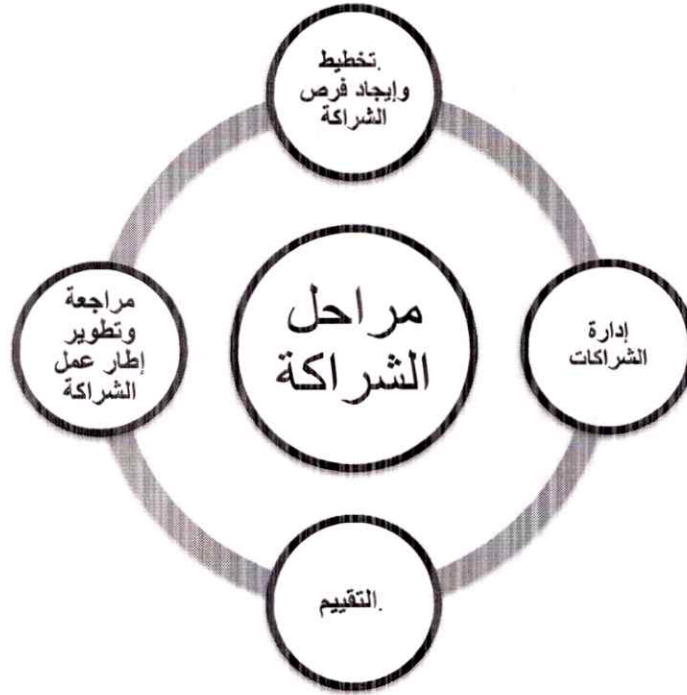 .تخطيط
وإيجاد فرص
الشراكة
مراجعة
وتطوير
إطار عمل
الشراكة
مراحل
الشراكة
إدارة
الشراكات
.التقييم